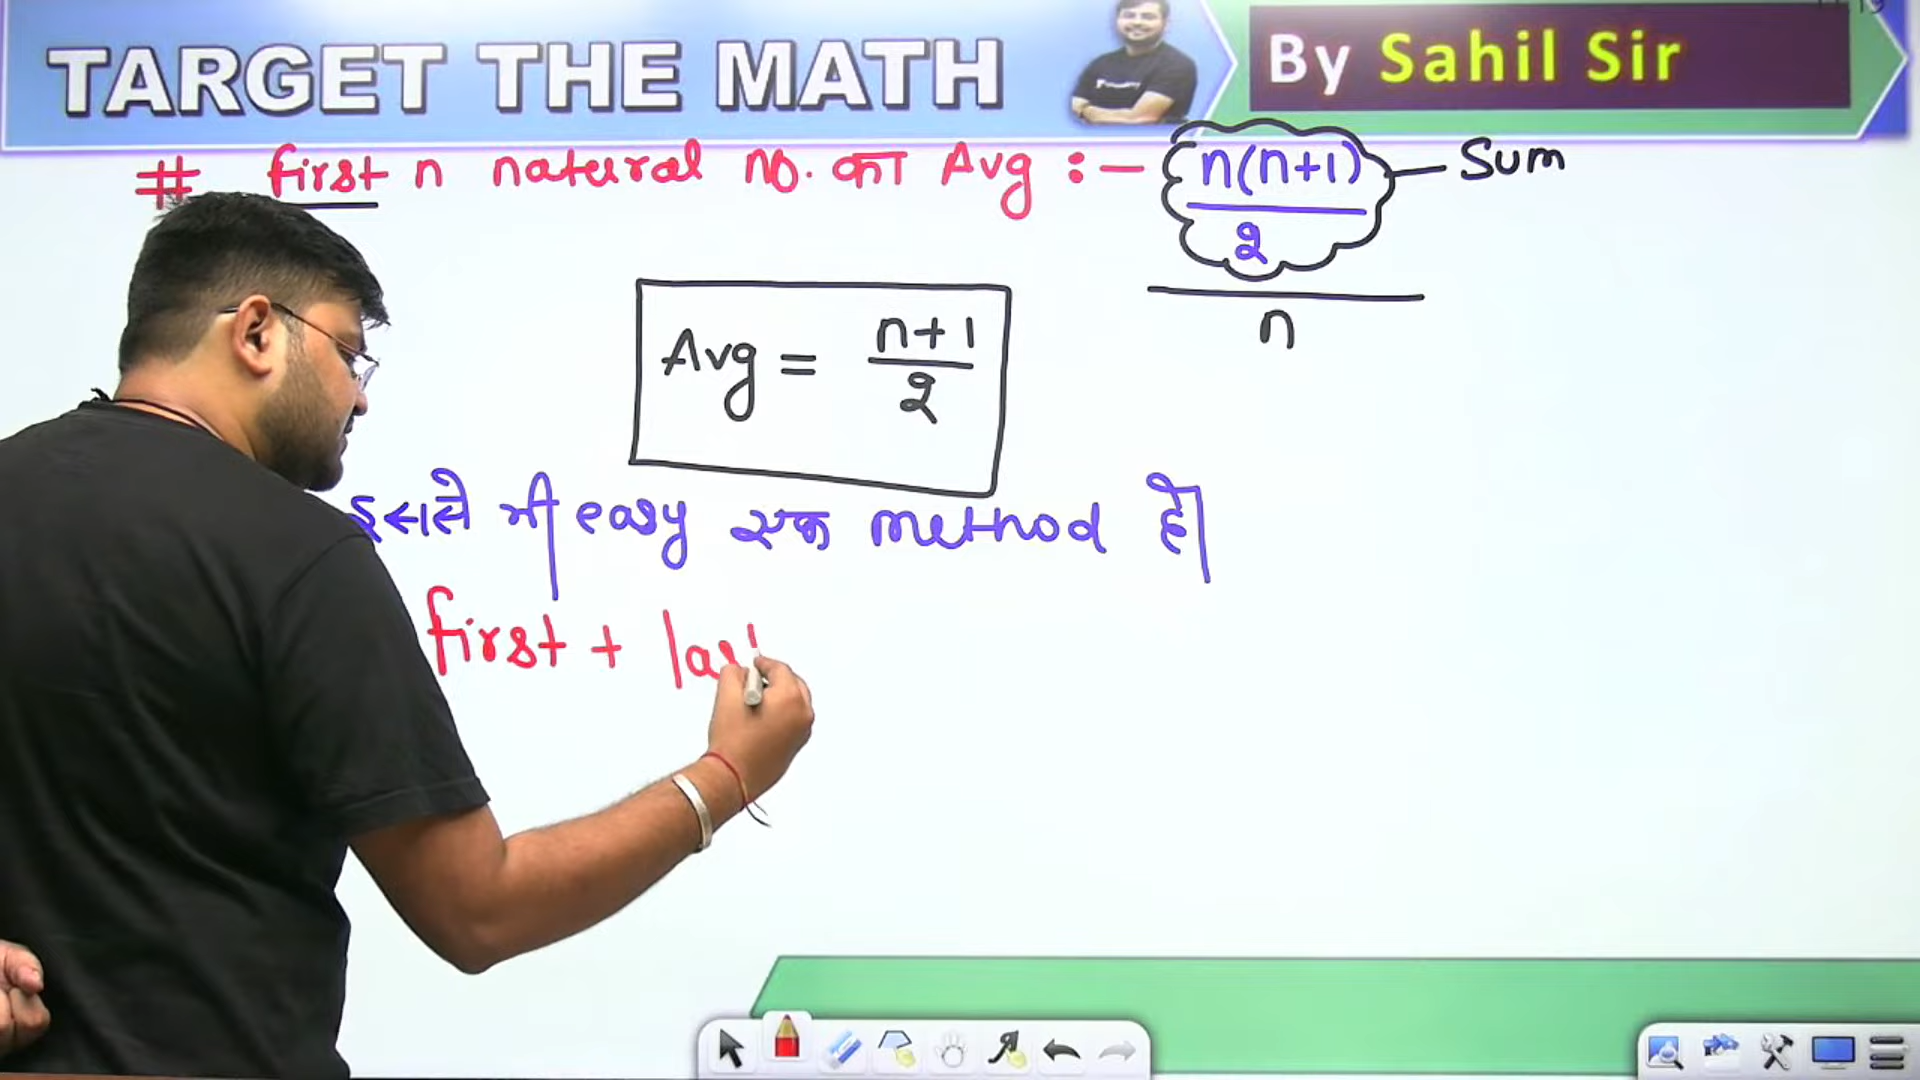 TARGET THE MATH
By Sahil Sir
# first n natural no. का Avg :- n(n+1)/2 — Sum
n
Avg = n+1/2
इससे भी easy एक method है।
first + last